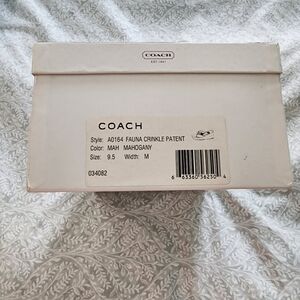 COACH
EST. 1941
COACH
Style: A0164 FAUNA CRINKLE PATENT
Color: MAH MAHOGANY
Size: 9.5 Width: M
034082